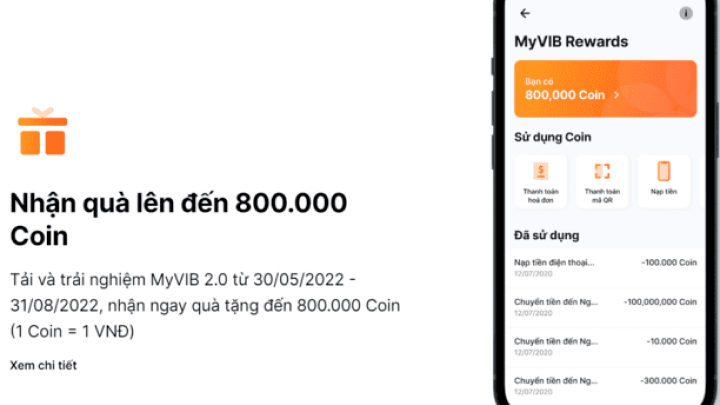 Nhận quà lên đến 800.000
Coin
Tải và trải nghiệm MyVIB 2.0 từ 30/05/2022 -
31/08/2022, nhận ngay quà tặng đến 800.000 Coin
(1 Coin = 1 VNĐ)
Xem chi tiết
MyVIB Rewards
Bạn có
800,000 Coin >
Sử dụng Coin
Thanh toán
hoá đơn
Thanh toán
mã QR
Nạp tiền
Đã sử dụng
Nạp tiền điện thoại... -100.000 Coin
12/07/2020
Chuyển tiền đến Ng... -100,000,000 Coin
12/07/2020
Chuyển tiền đến Ng... -10.000 Coin
12/07/2020
Chuyển tiền đến Ng... -300.000 Coin
12/07/2020